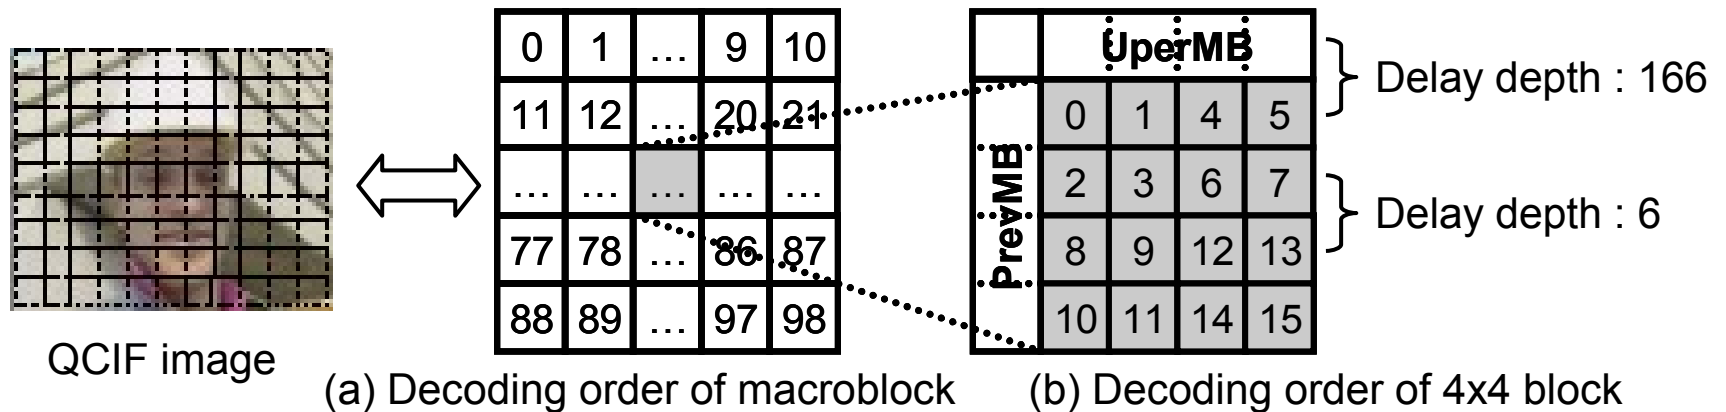 QCIF image
0 1 ... 9 10
11 12 ... 20 21
... ... ... ... ...
77 78 ... 86 87
88 89 ... 97 98
(a) Decoding order of macroblock
UperMB
PrevMB
0 1 4 5
2 3 6 7
8 9 12 13
10 11 14 15
Delay depth : 166
Delay depth : 6
(b) Decoding order of 4x4 block